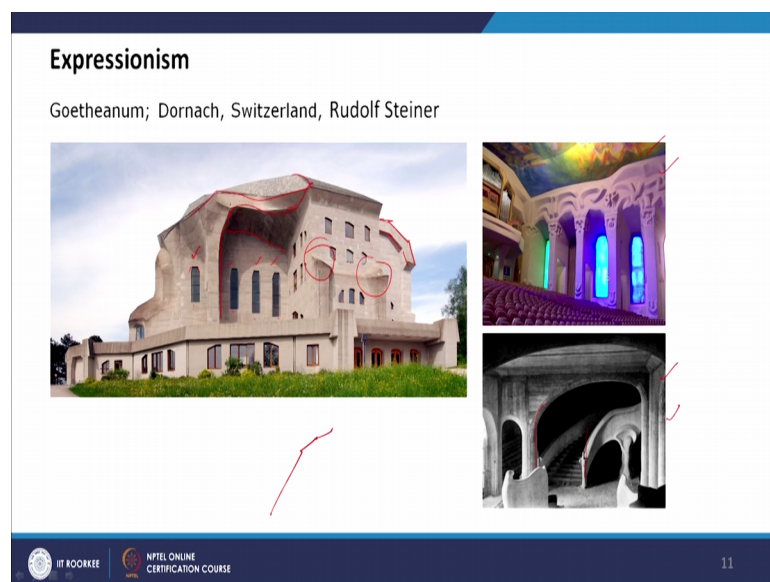 Expressionism
Goetheanum; Dornach, Switzerland, Rudolf Steiner
IIT ROORKEE
NPTEL ONLINE
CERTIFICATION COURSE
11